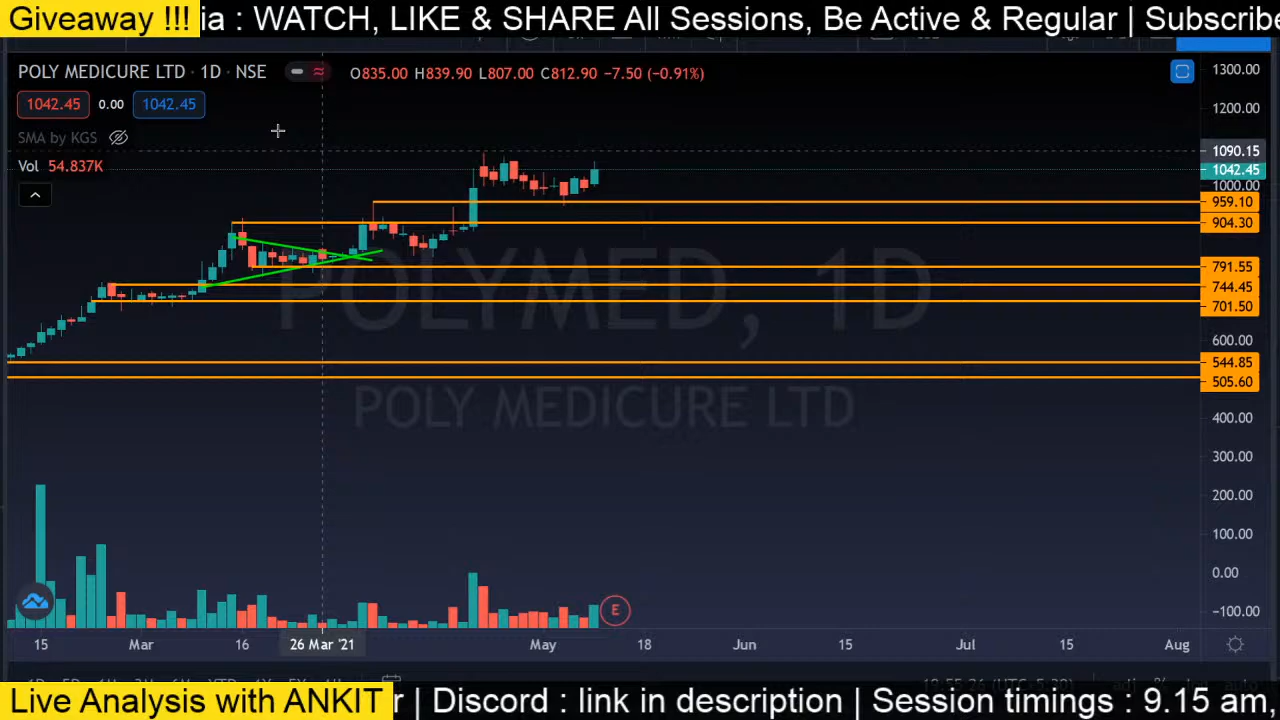 Giveaway !!! ia : WATCH, LIKE & SHARE All Sessions, Be Active & Regular | Subscribe
POLY MEDICURE LTD · 1D · NSE O835.00 H839.90 L807.00 C812.90 −7.50 (−0.91%)
1042.45 0.00 1042.45
SMA by KGS
Vol 54.837K
1300.00
1200.00
1090.15
1042.45
1000.00
959.10
904.30
791.55
744.45
701.50
600.00
544.85
505.60
400.00
300.00
200.00
100.00
0.00
−100.00
POLYMED, 1D
POLY MEDICURE LTD
E
15 Mar 16 26 Mar '21 May 18 Jun 15 Jul 15 Aug
Live Analysis with ANKIT r | Discord : link in description | Session timings : 9.15 am,